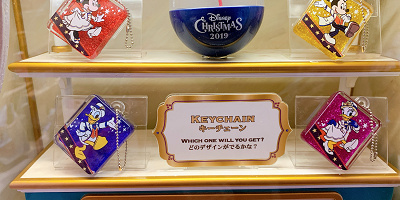 Disney
CHRISTMAS
2019
KEYCHAIN
キーチェーン
WHICH ONE WILL YOU GET?
どのデザインがでるかな？